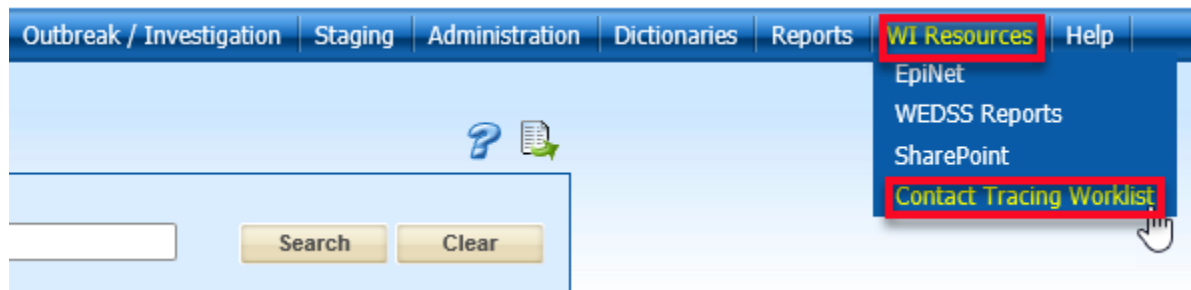 Outbreak / Investigation Staging Administration Dictionaries Reports WI Resources Help
EpiNet
WEDSS Reports
SharePoint
Contact Tracing Worklist
Search Clear